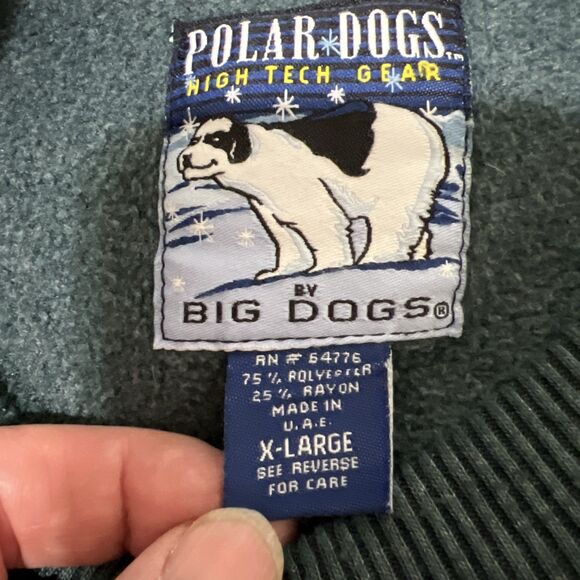 POLAR DOGS™
HIGH TECH GEAR
BY
BIG DOGS®
RN # 54776
75% POLYESTER
25% RAYON
MADE IN
U.A.E.
X-LARGE
SEE REVERSE
FOR CARE